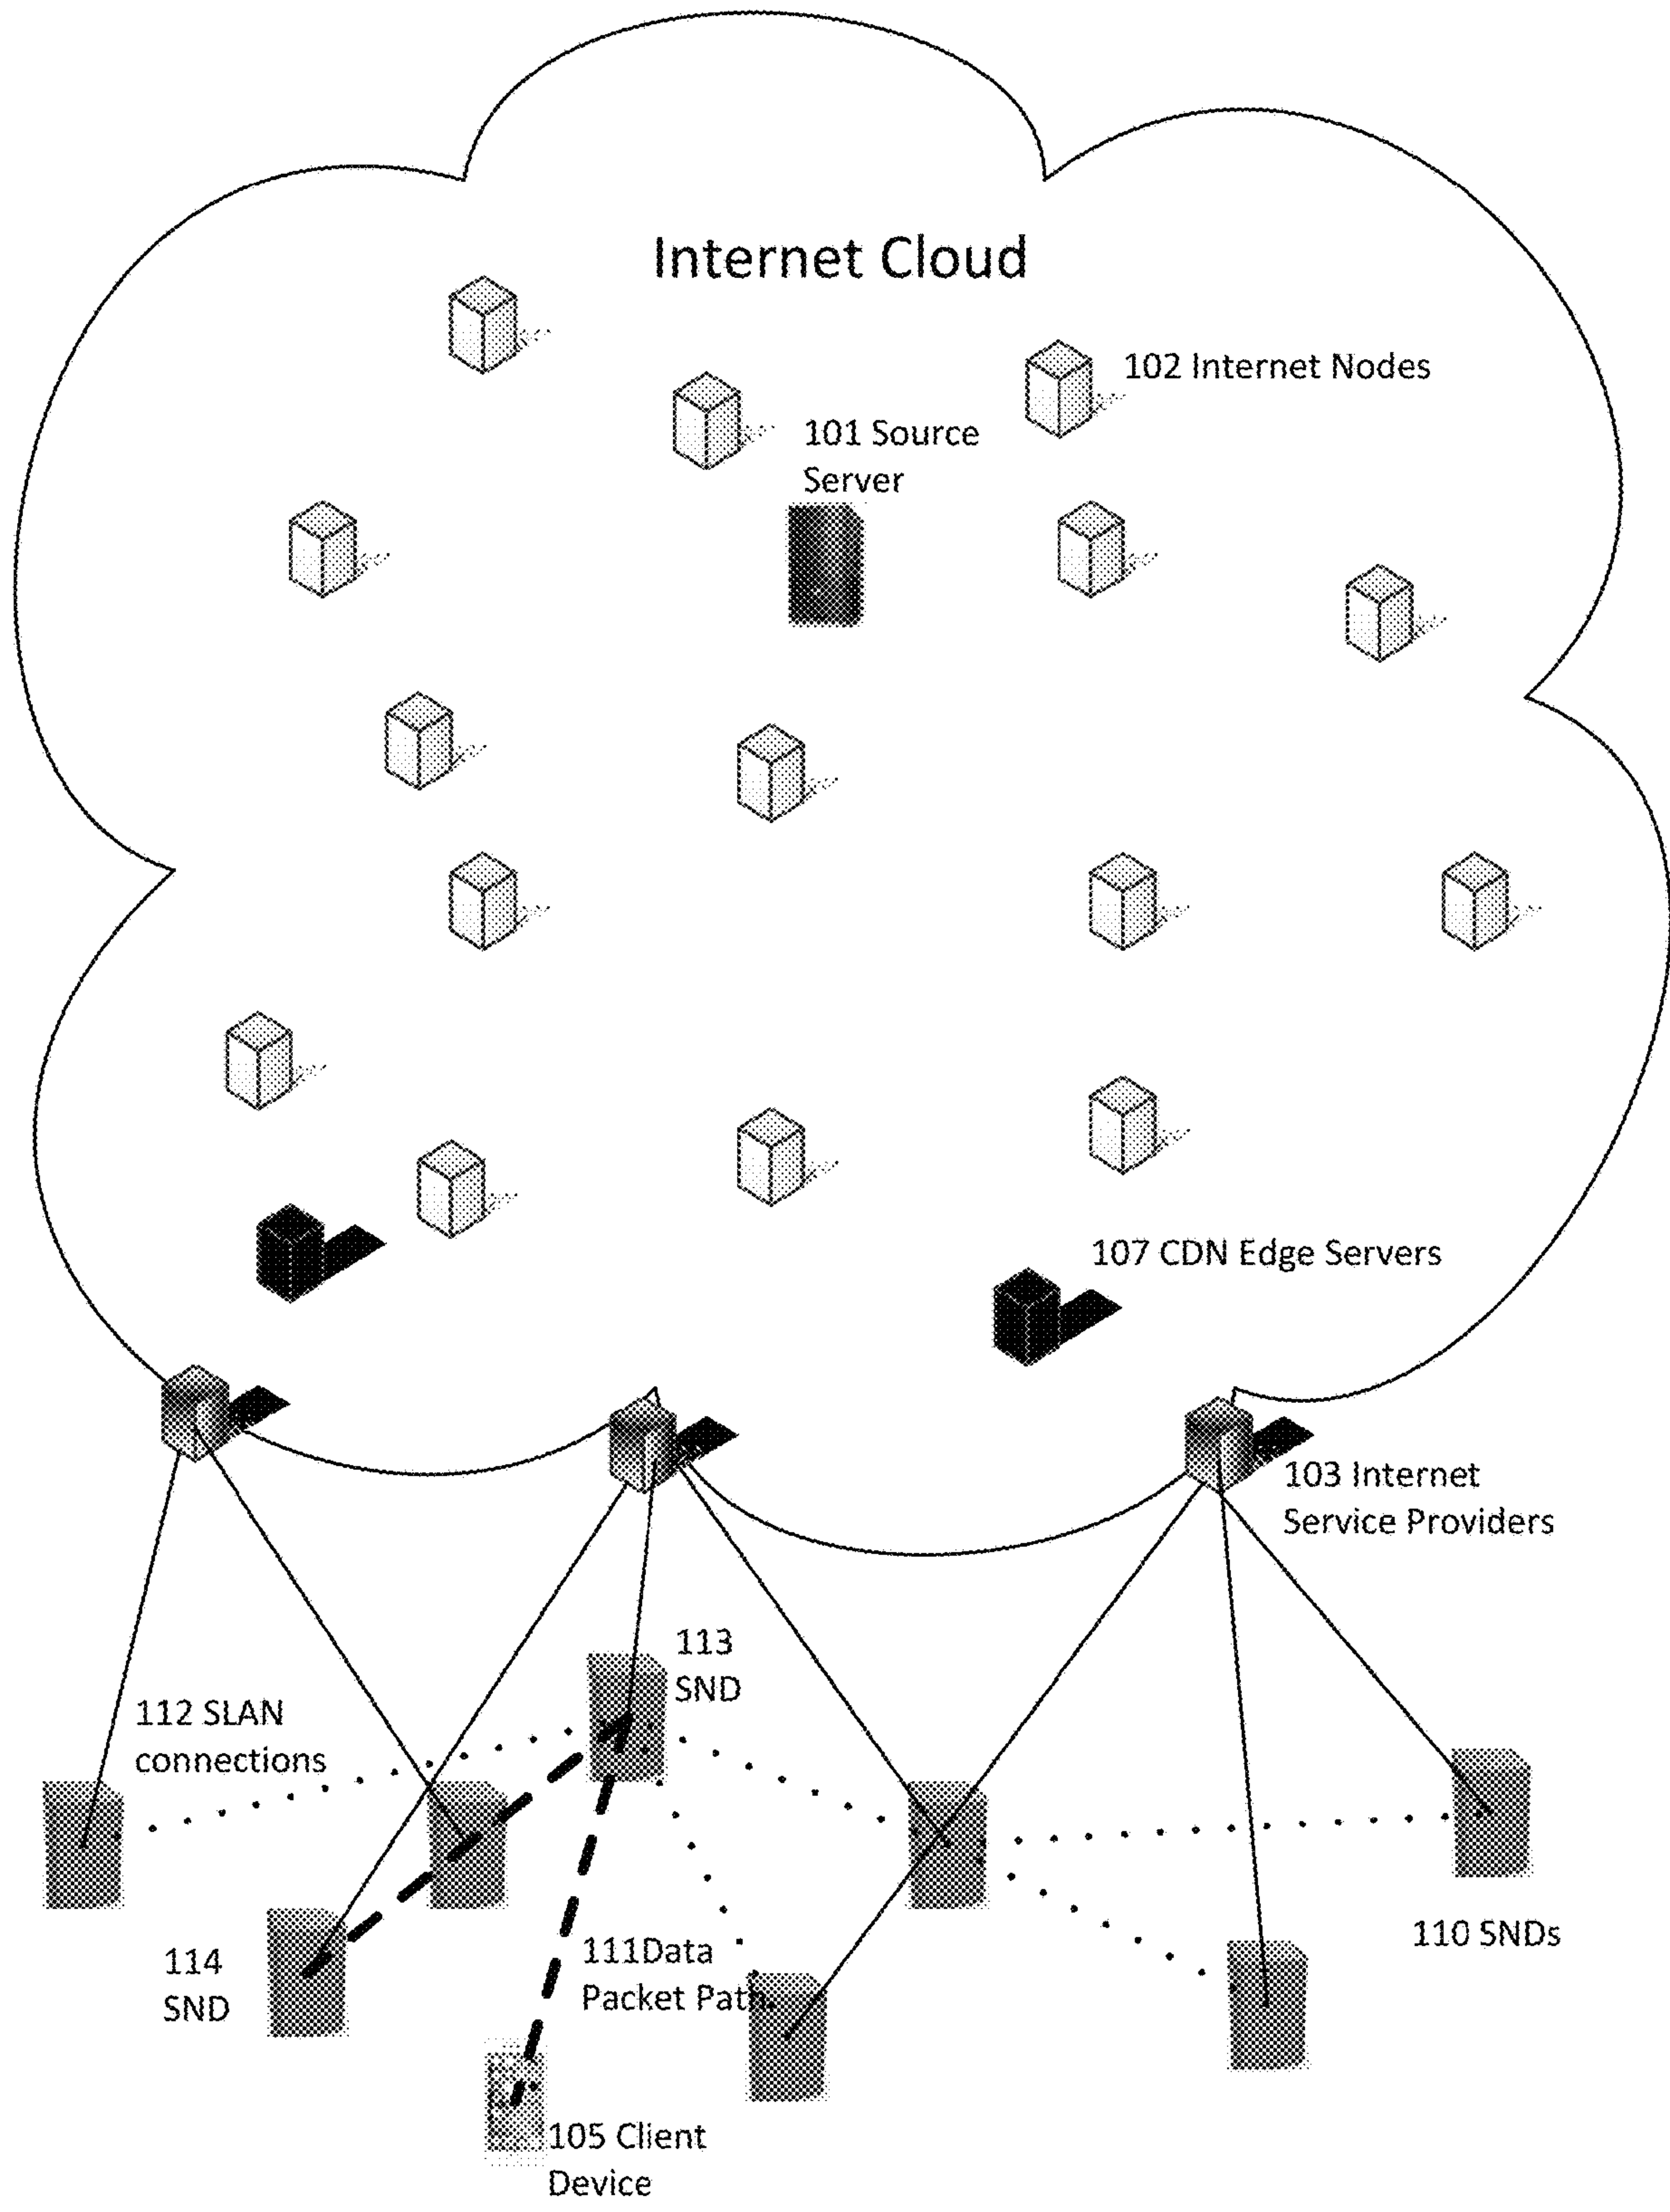 Internet Cloud
102 Internet Nodes
101 Source
Server
107 CDN Edge Servers
103 Internet
Service Providers
113
SND
112 SLAN
connections
110 SNDs
114
SND
111Data
Packet Path.
105 Client
Device